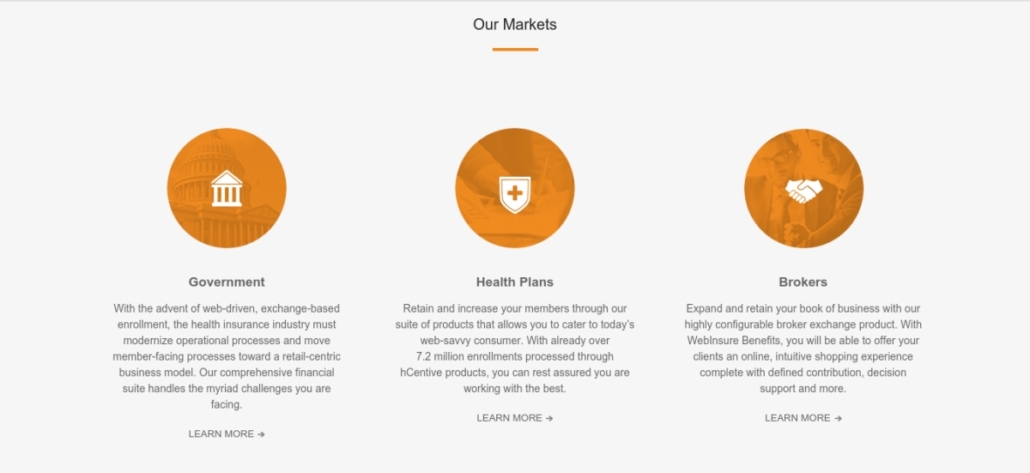 Our Markets
Government
With the advent of web-driven, exchange-based
enrollment, the health insurance industry must
modernize operational processes and move
member-facing processes toward a retail-centric
business model. Our comprehensive financial
suite handles the myriad challenges you are
facing.
LEARN MORE →
Health Plans
Retain and increase your members through our
suite of products that allows you to cater to today's
web-savvy consumer. With already over
7.2 million enrollments processed through
hCentive products, you can rest assured you are
working with the best.
LEARN MORE →
Brokers
Expand and retain your book of business with our
highly configurable broker exchange product. With
WebInsure Benefits, you will be able to offer your
clients an online, intuitive shopping experience
complete with defined contribution, decision
support and more.
LEARN MORE →